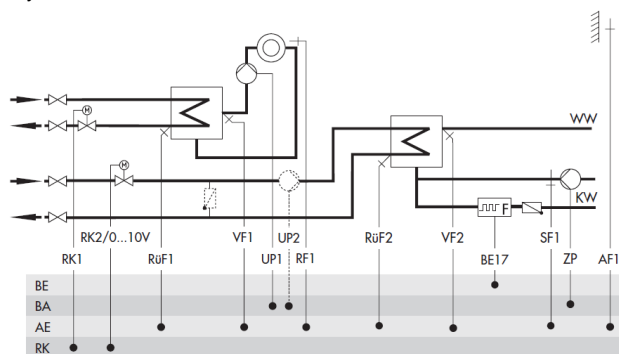 WW
KW
M
M
F
RK2/0...10V
VF1
UP2
RüF2
VF2
SF1
RK1
RüF1
UP1
RF1
BE17
ZP
AF1
BE
BA
AE
RK